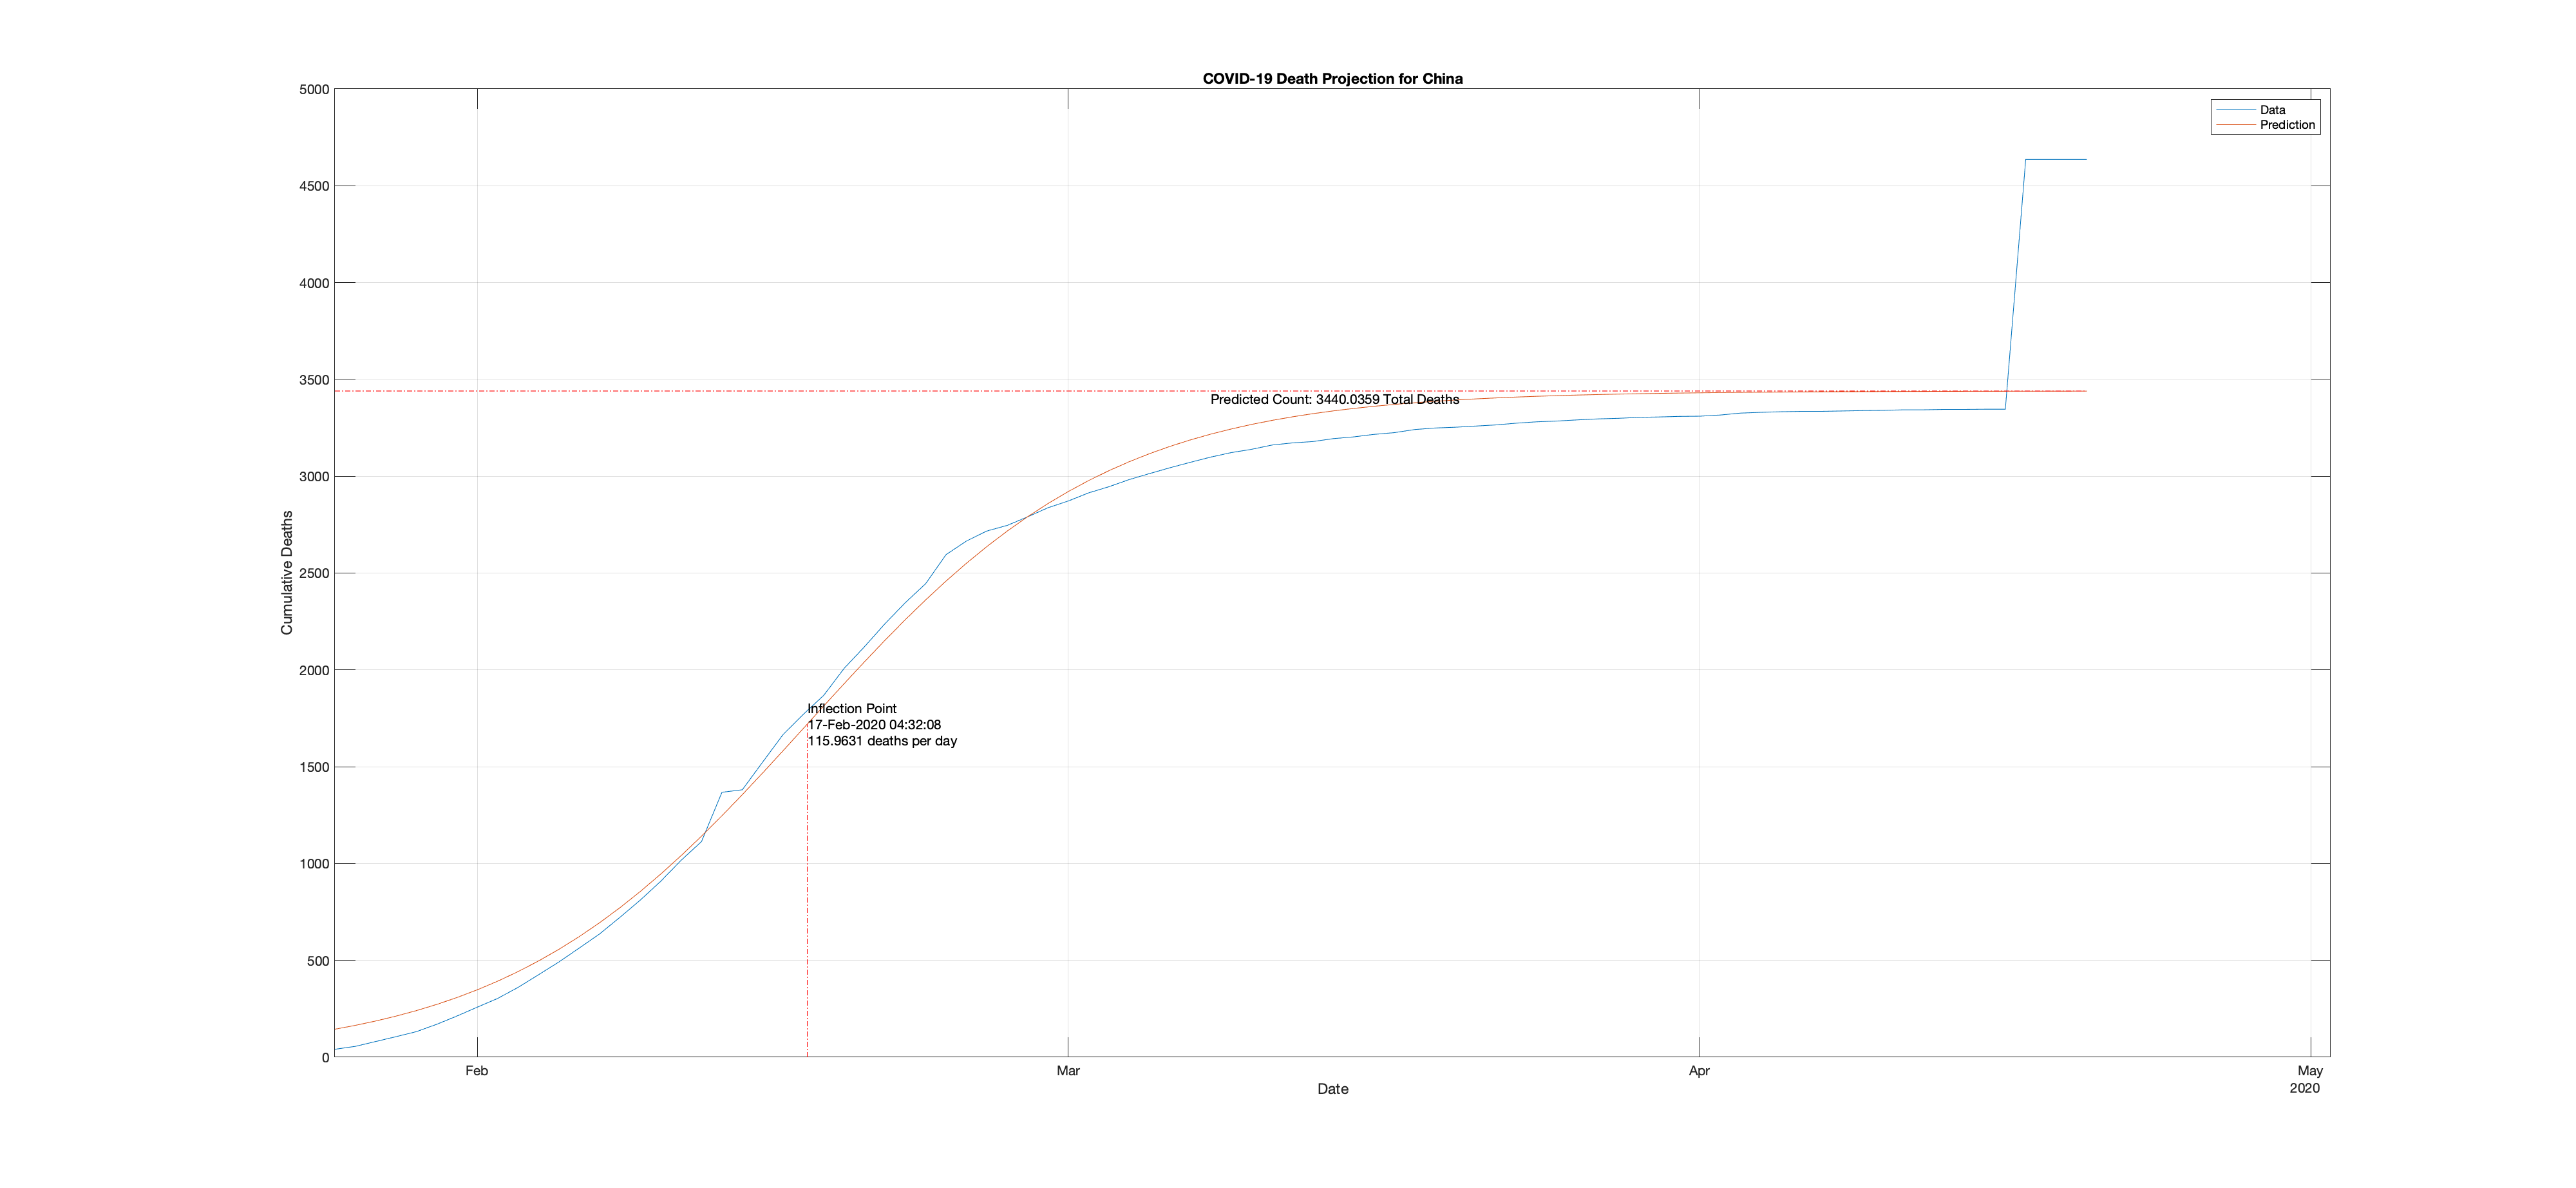 COVID-19 Death Projection for China
5000
4500
4000
3500
3000
2500
2000
1500
1000
500
0
Cumulative Deaths
Data
Prediction
Predicted Count: 3440.0359 Total Deaths
Inflection Point
17-Feb-2020 04:32:08
115.9631 deaths per day
Feb
Mar
Apr
May
2020
Date